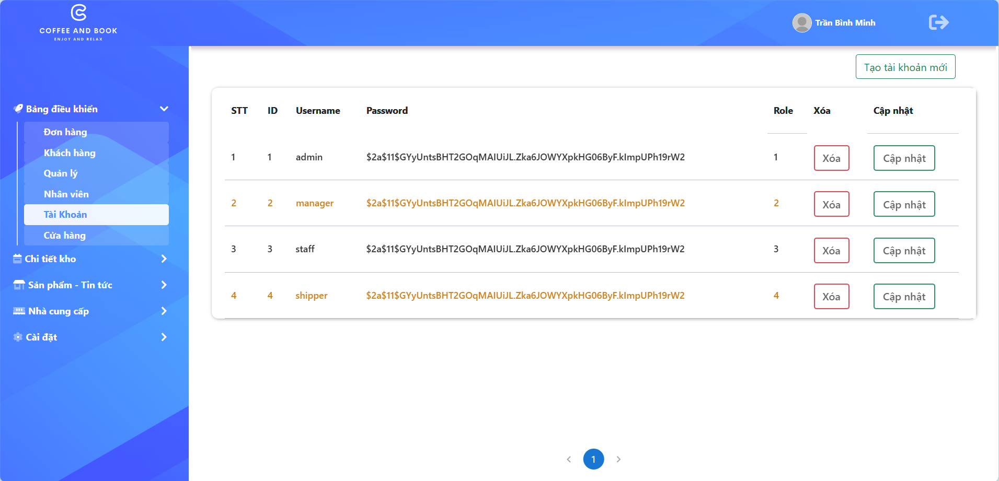 COFFEE AND BOOK
ENJOY AND RELAX
Trần Bình Minh
Bảng điều khiển
Đơn hàng
Khách hàng
Quản lý
Nhân viên
Tài Khoản
Cửa hàng
Chi tiết kho
Sản phẩm - Tin tức
Nhà cung cấp
Cài đặt
Tạo tài khoản mới
STT ID Username Password Role Xóa Cập nhật
1 1 admin $2a$11$GYyUntsBHT2GOqMAIUiJL.Zka6JOWYXpkHG06ByF.kImpUPh19rW2 1 Xóa Cập nhật
2 2 manager $2a$11$GYyUntsBHT2GOqMAIUiJL.Zka6JOWYXpkHG06ByF.kImpUPh19rW2 2 Xóa Cập nhật
3 3 staff $2a$11$GYyUntsBHT2GOqMAIUiJL.Zka6JOWYXpkHG06ByF.kImpUPh19rW2 3 Xóa Cập nhật
4 4 shipper $2a$11$GYyUntsBHT2GOqMAIUiJL.Zka6JOWYXpkHG06ByF.kImpUPh19rW2 4 Xóa Cập nhật
1